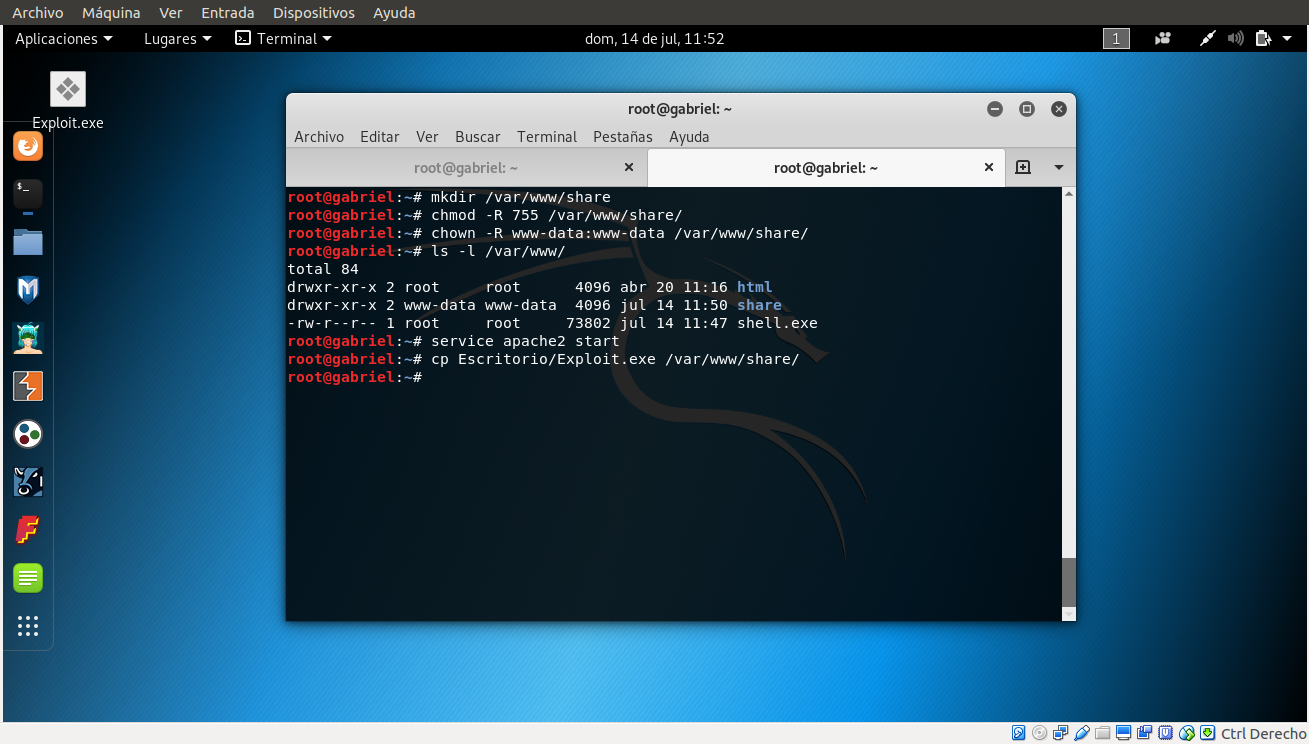 Archivo Máquina Ver Entrada Dispositivos Ayuda
Aplicaciones Lugares Terminal dom, 14 de jul, 11:52 1
Exploit.exe
root@gabriel: ~
Archivo Editar Ver Buscar Terminal Pestañas Ayuda
root@gabriel: ~ root@gabriel: ~
root@gabriel:~# mkdir /var/www/share
root@gabriel:~# chmod -R 755 /var/www/share/
root@gabriel:~# chown -R www-data:www-data /var/www/share/
root@gabriel:~# ls -l /var/www/
total 84
drwxr-xr-x 2 root     root      4096 abr 20 11:16 html
drwxr-xr-x 2 www-data www-data  4096 jul 14 11:50 share
-rw-r--r-- 1 root     root     73802 jul 14 11:47 shell.exe
root@gabriel:~# service apache2 start
root@gabriel:~# cp Escritorio/Exploit.exe /var/www/share/
root@gabriel:~#
Ctrl Derecho